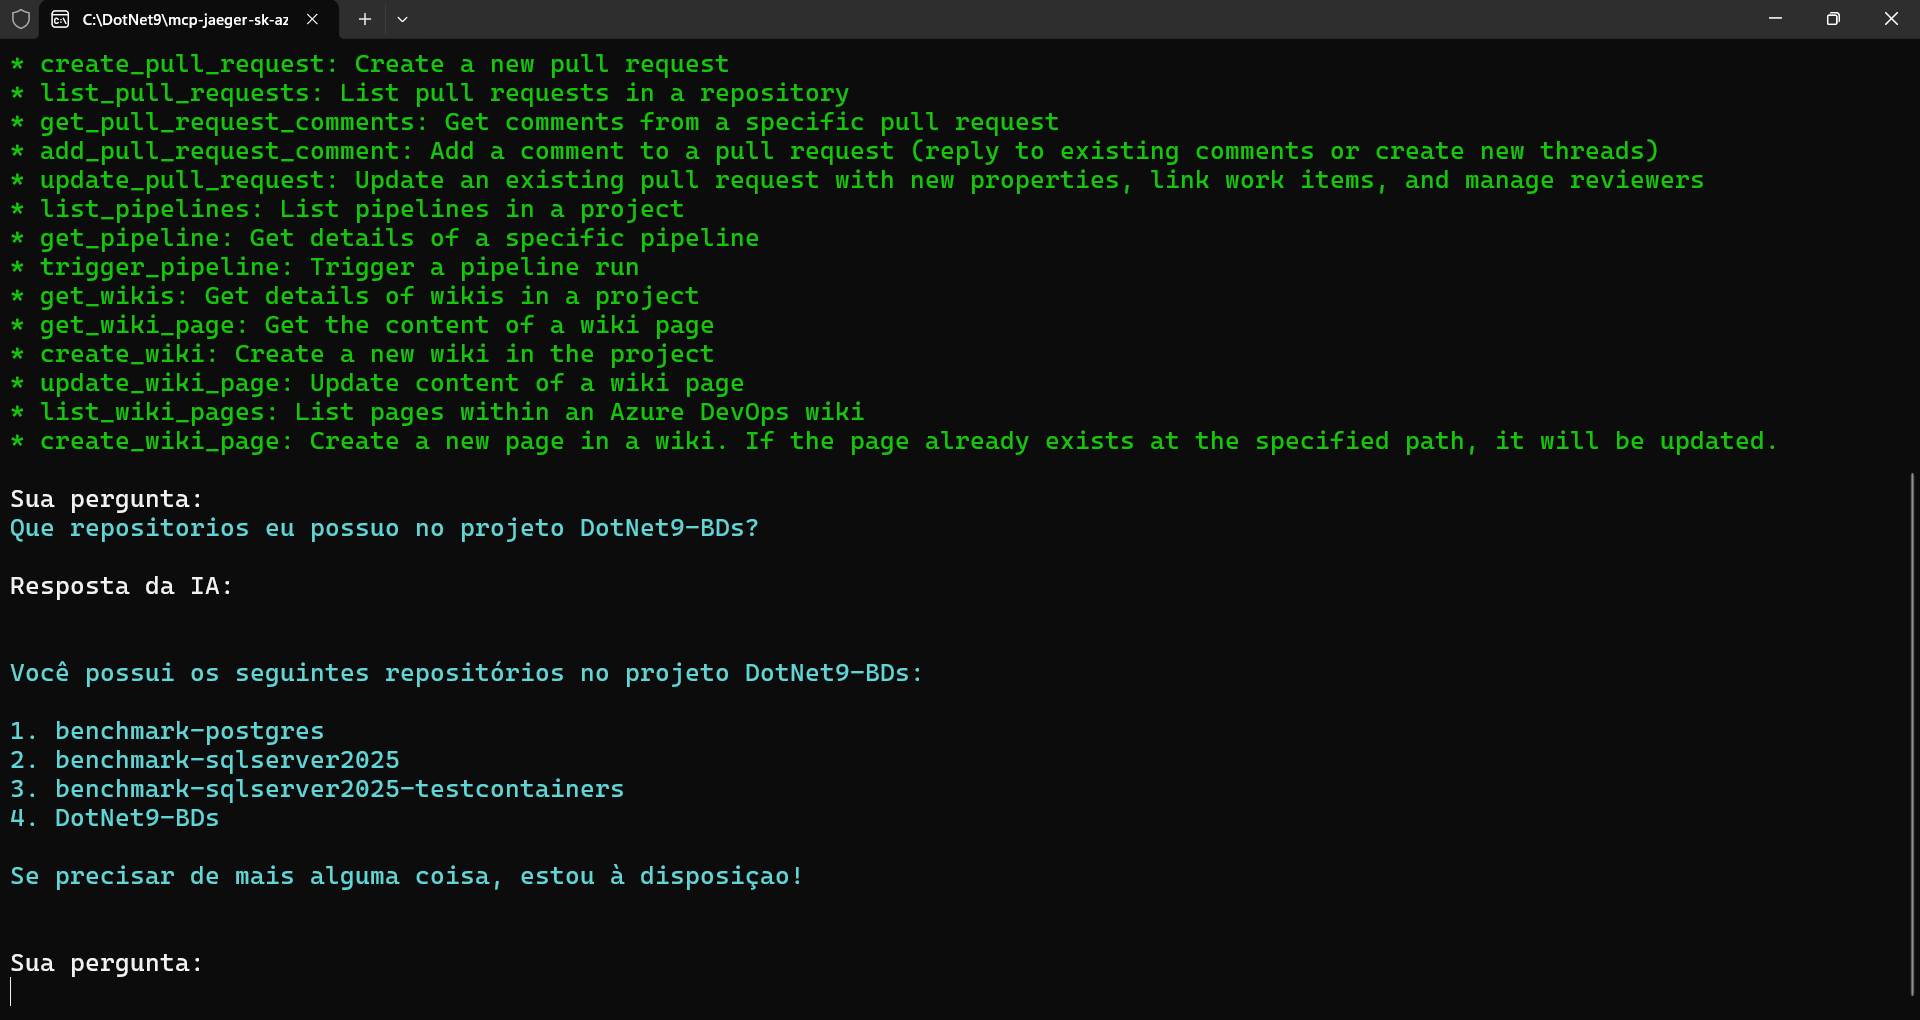 C:\DotNet9\mcp-jaeger-sk-az
* create_pull_request: Create a new pull request
* list_pull_requests: List pull requests in a repository
* get_pull_request_comments: Get comments from a specific pull request
* add_pull_request_comment: Add a comment to a pull request (reply to existing comments or create new threads)
* update_pull_request: Update an existing pull request with new properties, link work items, and manage reviewers
* list_pipelines: List pipelines in a project
* get_pipeline: Get details of a specific pipeline
* trigger_pipeline: Trigger a pipeline run
* get_wikis: Get details of wikis in a project
* get_wiki_page: Get the content of a wiki page
* create_wiki: Create a new wiki in the project
* update_wiki_page: Update content of a wiki page
* list_wiki_pages: List pages within an Azure DevOps wiki
* create_wiki_page: Create a new page in a wiki. If the page already exists at the specified path, it will be updated.
Sua pergunta:
Que repositorios eu possuo no projeto DotNet9-BDs?
Resposta da IA:
Você possui os seguintes repositórios no projeto DotNet9-BDs:
1. benchmark-postgres
2. benchmark-sqlserver2025
3. benchmark-sqlserver2025-testcontainers
4. DotNet9-BDs
Se precisar de mais alguma coisa, estou à disposiçao!
Sua pergunta: